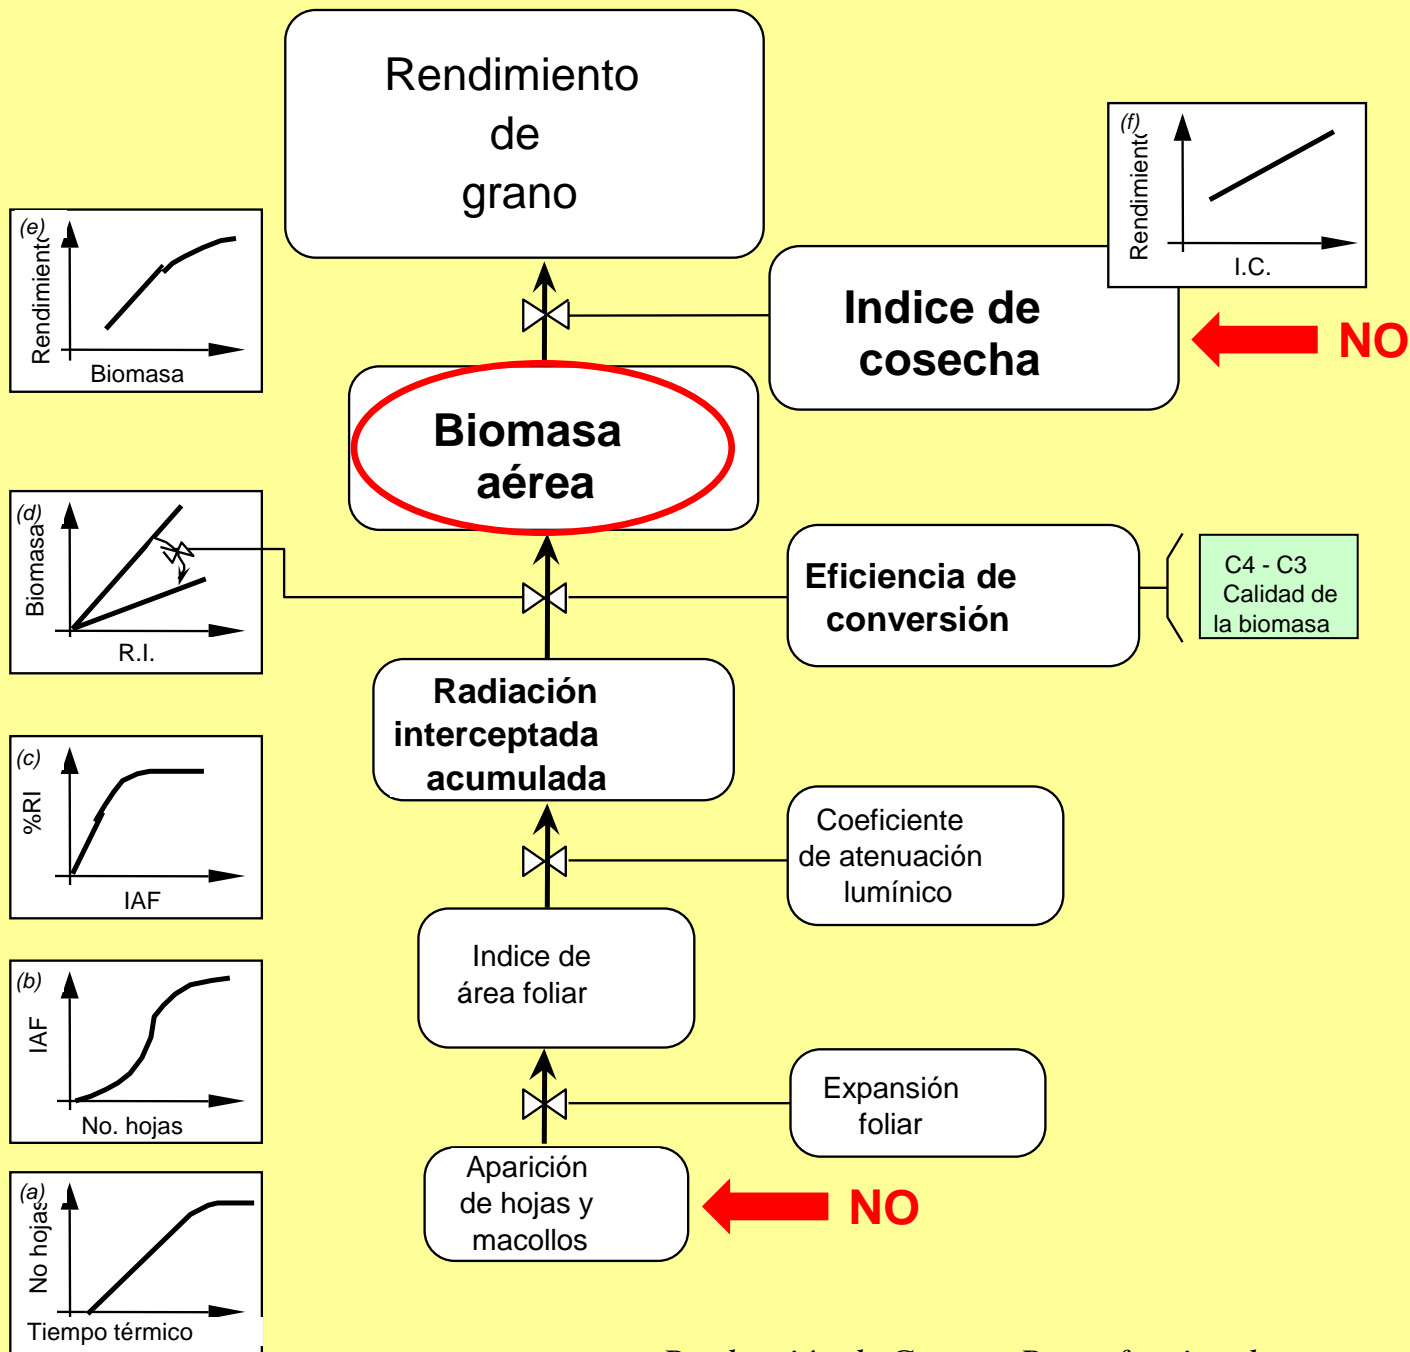 Rendimiento
de
grano
(f)
Rendimiento
I.C.
(e)
Rendimiento
Biomasa
Indice de
cosecha
NO
Biomasa
aérea
(d)
Biomasa
R.I.
Eficiencia de
conversión
C4 - C3
Calidad de
la biomasa
Radiación
interceptada
acumulada
(c)
%RI
IAF
Coeficiente
de atenuación
lumínico
Indice de
área foliar
(b)
IAF
No. hojas
Expansión
foliar
Aparición
de hojas y
macollos
NO
(a)
No hojas
Tiempo térmico